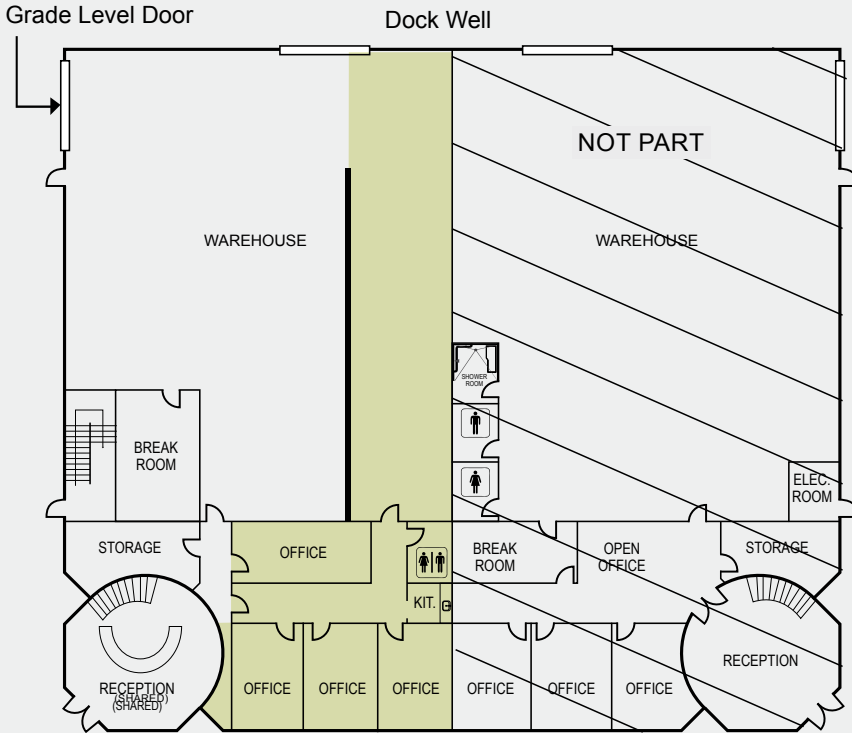 Grade Level Door
Dock Well
NOT PART
WAREHOUSE
WAREHOUSE
SHOWER
ROOM
BREAK
ROOM
ELEC.
ROOM
STORAGE
OFFICE
BREAK
ROOM
OPEN
OFFICE
STORAGE
KIT.
RECEPTION
(SHARED)
(SHARED)
OFFICE
OFFICE
OFFICE
OFFICE
OFFICE
OFFICE
RECEPTION